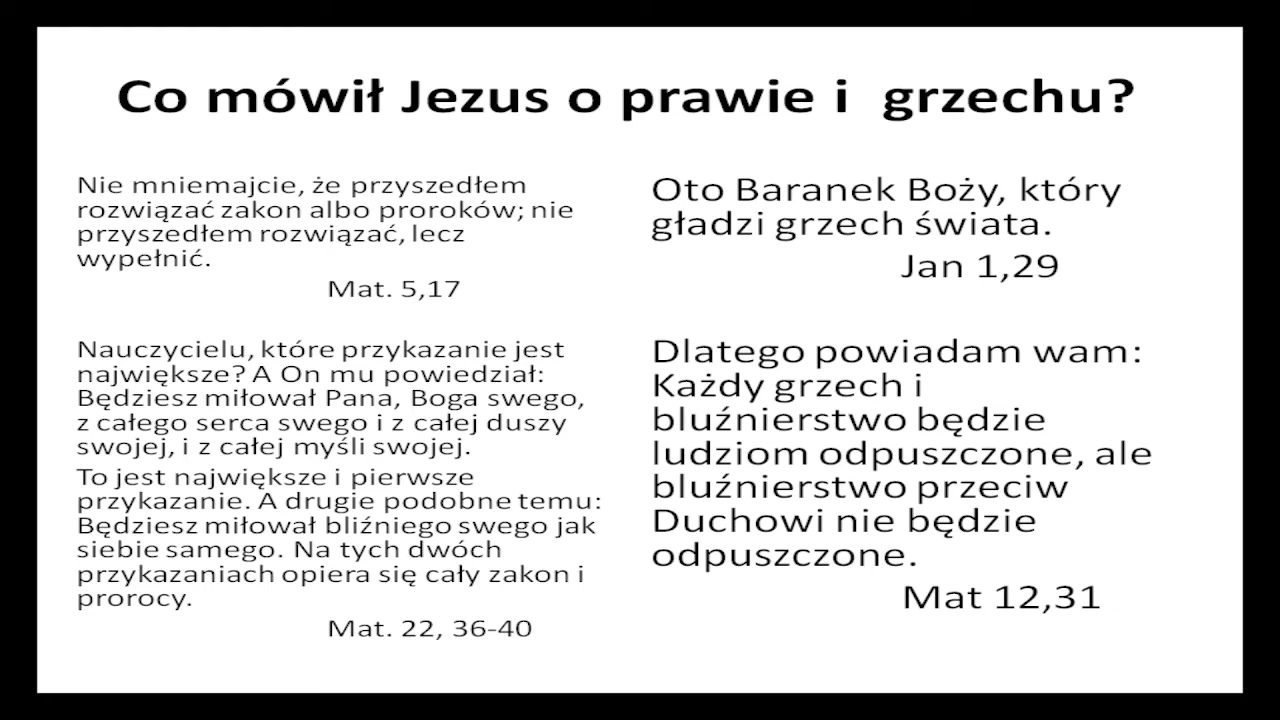 Co mówił Jezus o prawie i  grzechu?
Nie mniemajcie, że przyszedłem
rozwiązać zakon albo proroków; nie
przyszedłem rozwiązać, lecz
wypełnić.
Mat. 5,17
Nauczycielu, które przykazanie jest
największe? A On mu powiedział:
Będziesz miłował Pana, Boga swego,
z całego serca swego i z całej duszy
swojej, i z całej myśli swojej.
To jest największe i pierwsze
przykazanie. A drugie podobne temu:
Będziesz miłował bliźniego swego jak
siebie samego. Na tych dwóch
przykazaniach opiera się cały zakon i
prorocy.
Mat. 22, 36-40
Oto Baranek Boży, który
gładzi grzech świata.
Jan 1,29
Dlatego powiadam wam:
Każdy grzech i
bluźnierstwo będzie
ludziom odpuszczone, ale
bluźnierstwo przeciw
Duchowi nie będzie
odpuszczone.
Mat 12,31